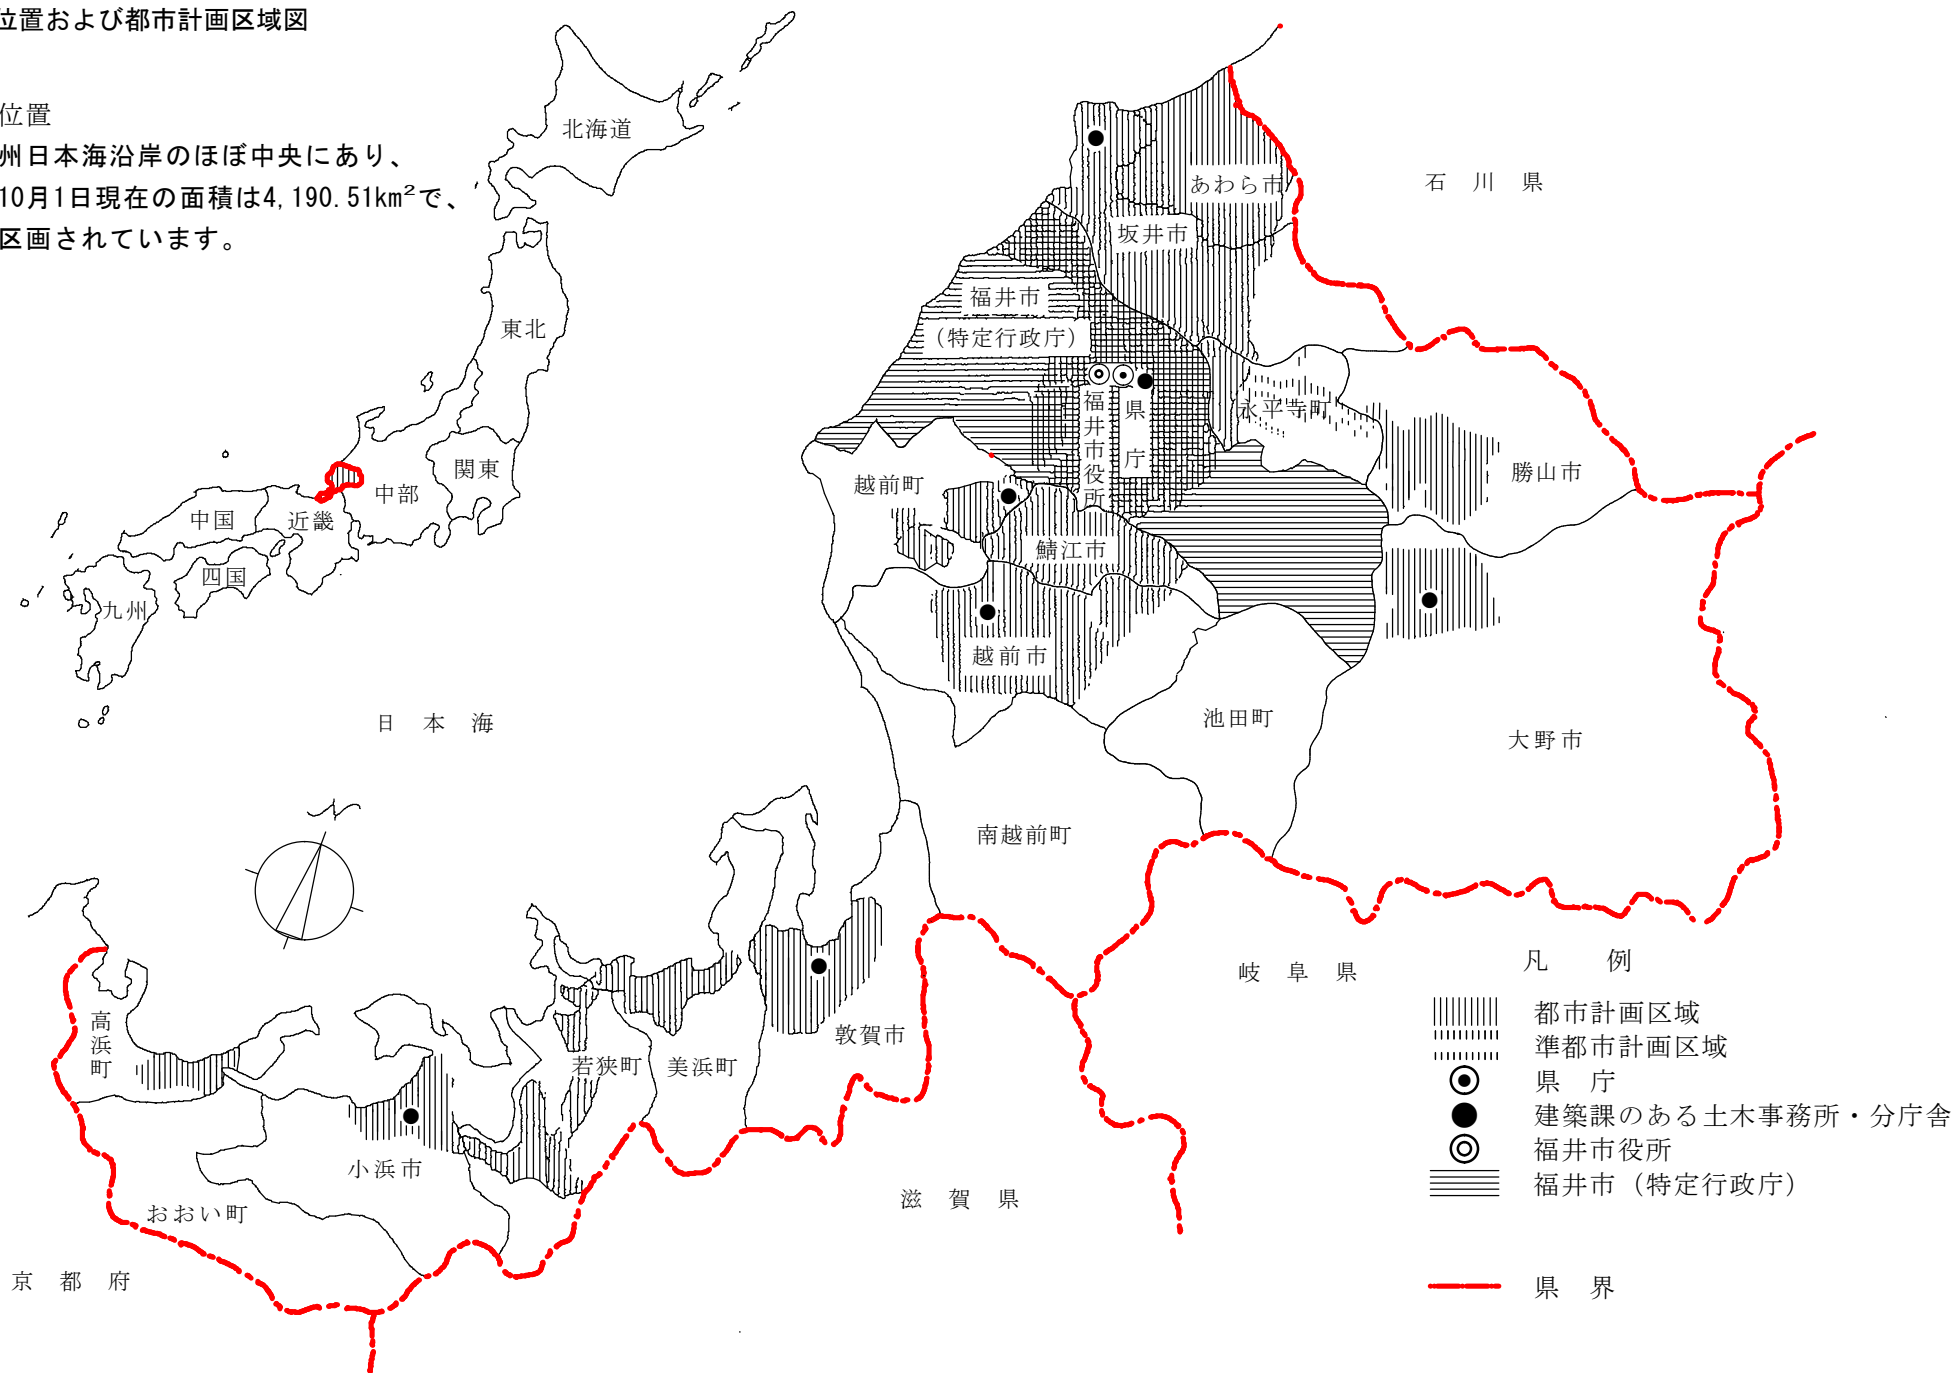 位置および都市計画区域図
位置
州日本海沿岸のほぼ中央にあり、
10月1日現在の面積は4,190.51km²で、
区画されています。
北海道
東北
関東
中部
近畿
中国
四国
九州
日本海
石川県
あわら市
坂井市
福井市
（特定行政庁）
福井市役所
県庁
永平寺町
勝山市
越前町
鯖江市
越前市
池田町
大野市
南越前町
敦賀市
美浜町
若狭町
高浜町
小浜市
おおい町
京都府
滋賀県
岐阜県
凡例
都市計画区域
準都市計画区域
県庁
建築課のある土木事務所・分庁舎
福井市役所
福井市（特定行政庁）
県界